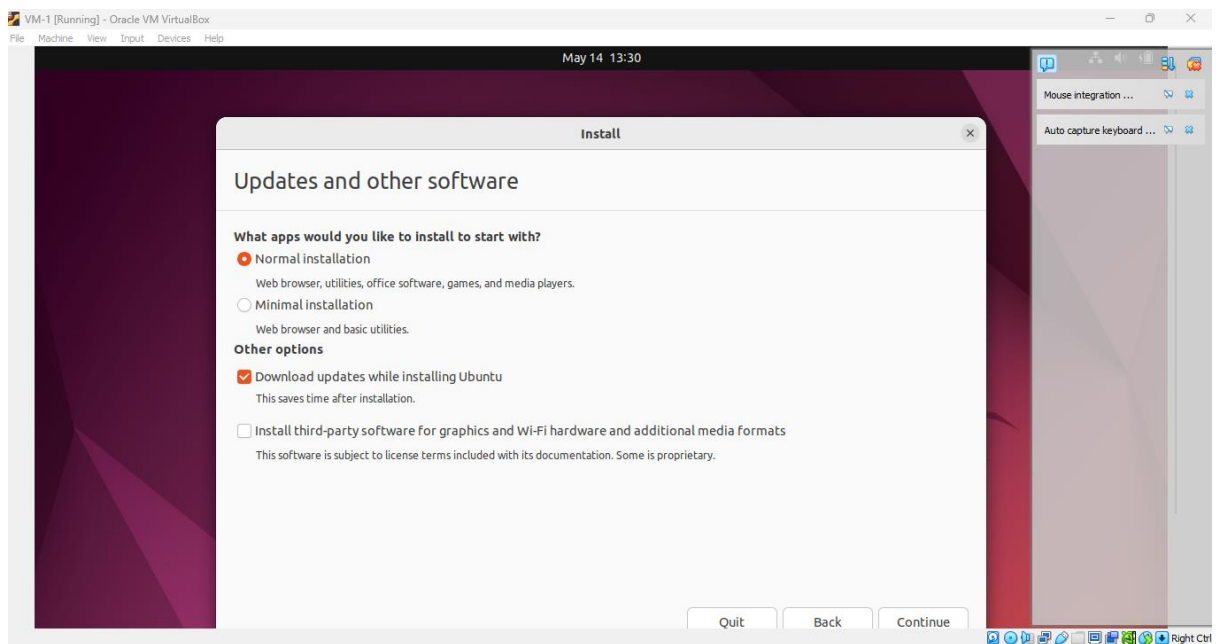 VM-1 [Running] - Oracle VM VirtualBox
File Machine View Input Devices Help
May 14 13:30
Mouse integration ...
Auto capture keyboard ...
Install
Updates and other software
What apps would you like to install to start with?
Normal installation
Web browser, utilities, office software, games, and media players.
Minimal installation
Web browser and basic utilities.
Other options
Download updates while installing Ubuntu
This saves time after installation.
Install third-party software for graphics and Wi-Fi hardware and additional media formats
This software is subject to license terms included with its documentation. Some is proprietary.
Quit Back Continue
Right Ctrl